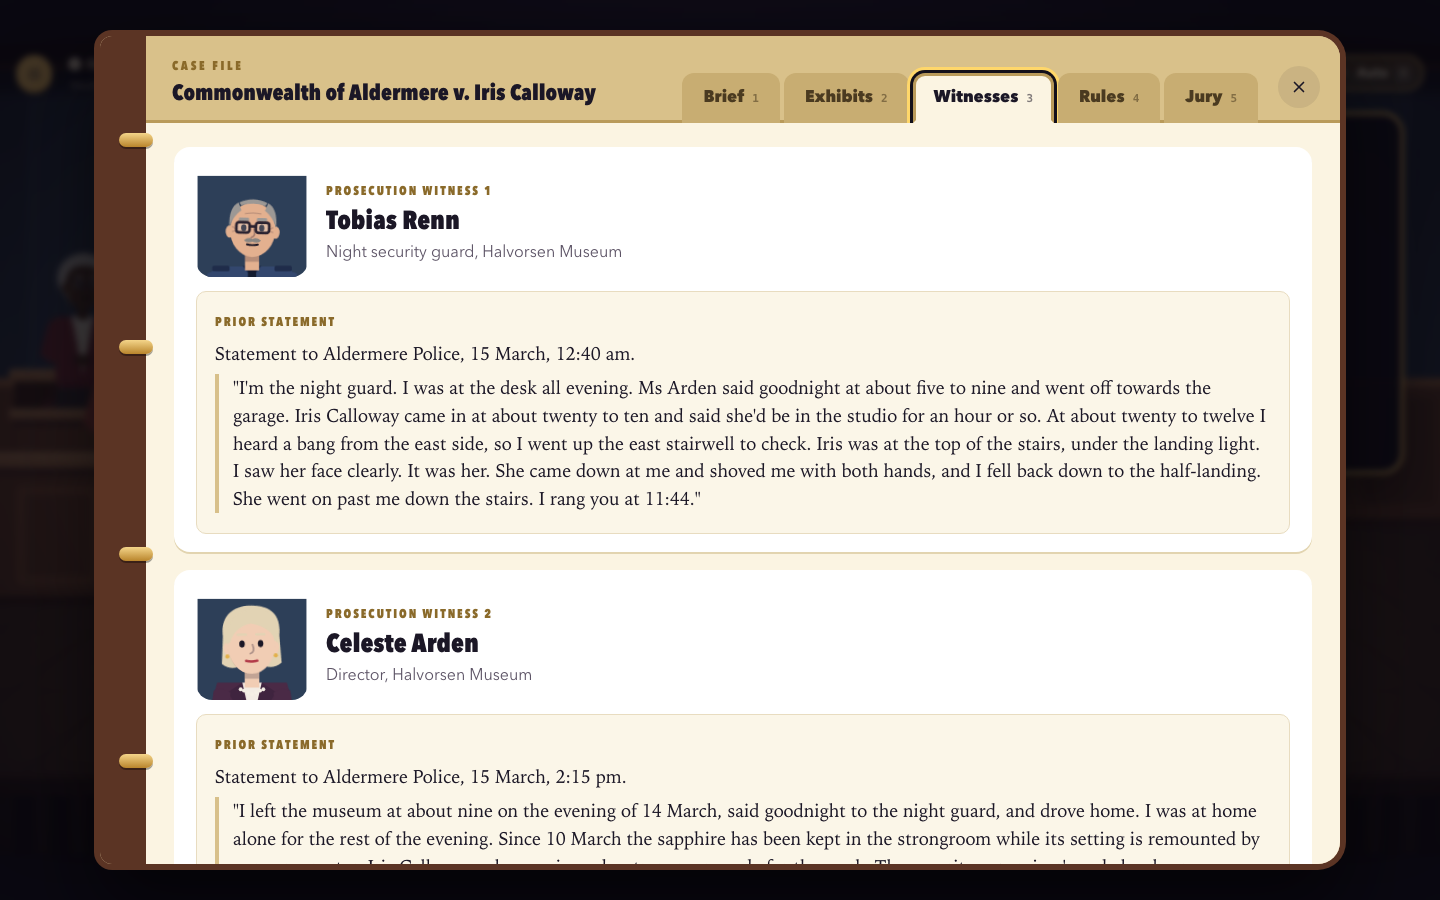 CASE FILE
Commonwealth of Aldermere v. Iris Calloway
Brief 1
Exhibits 2
Witnesses 3
Rules 4
Jury 5
×
PROSECUTION WITNESS 1
Tobias Renn
Night security guard, Halvorsen Museum
PRIOR STATEMENT
Statement to Aldermere Police, 15 March, 12:40 am.
"I'm the night guard. I was at the desk all evening. Ms Arden said goodnight at about five to nine and went off towards the
garage. Iris Calloway came in at about twenty to ten and said she'd be in the studio for an hour or so. At about twenty to twelve I
heard a bang from the east side, so I went up the east stairwell to check. Iris was at the top of the stairs, under the landing light.
I saw her face clearly. It was her. She came down at me and shoved me with both hands, and I fell back down to the half-landing.
She went on past me down the stairs. I rang you at 11:44."
PROSECUTION WITNESS 2
Celeste Arden
Director, Halvorsen Museum
PRIOR STATEMENT
Statement to Aldermere Police, 15 March, 2:15 pm.
"I left the museum at about nine on the evening of 14 March, said goodnight to the night guard, and drove home. I was at home
alone for the rest of the evening. Since 10 March the sapphire has been kept in the strongroom while its setting is remounted by